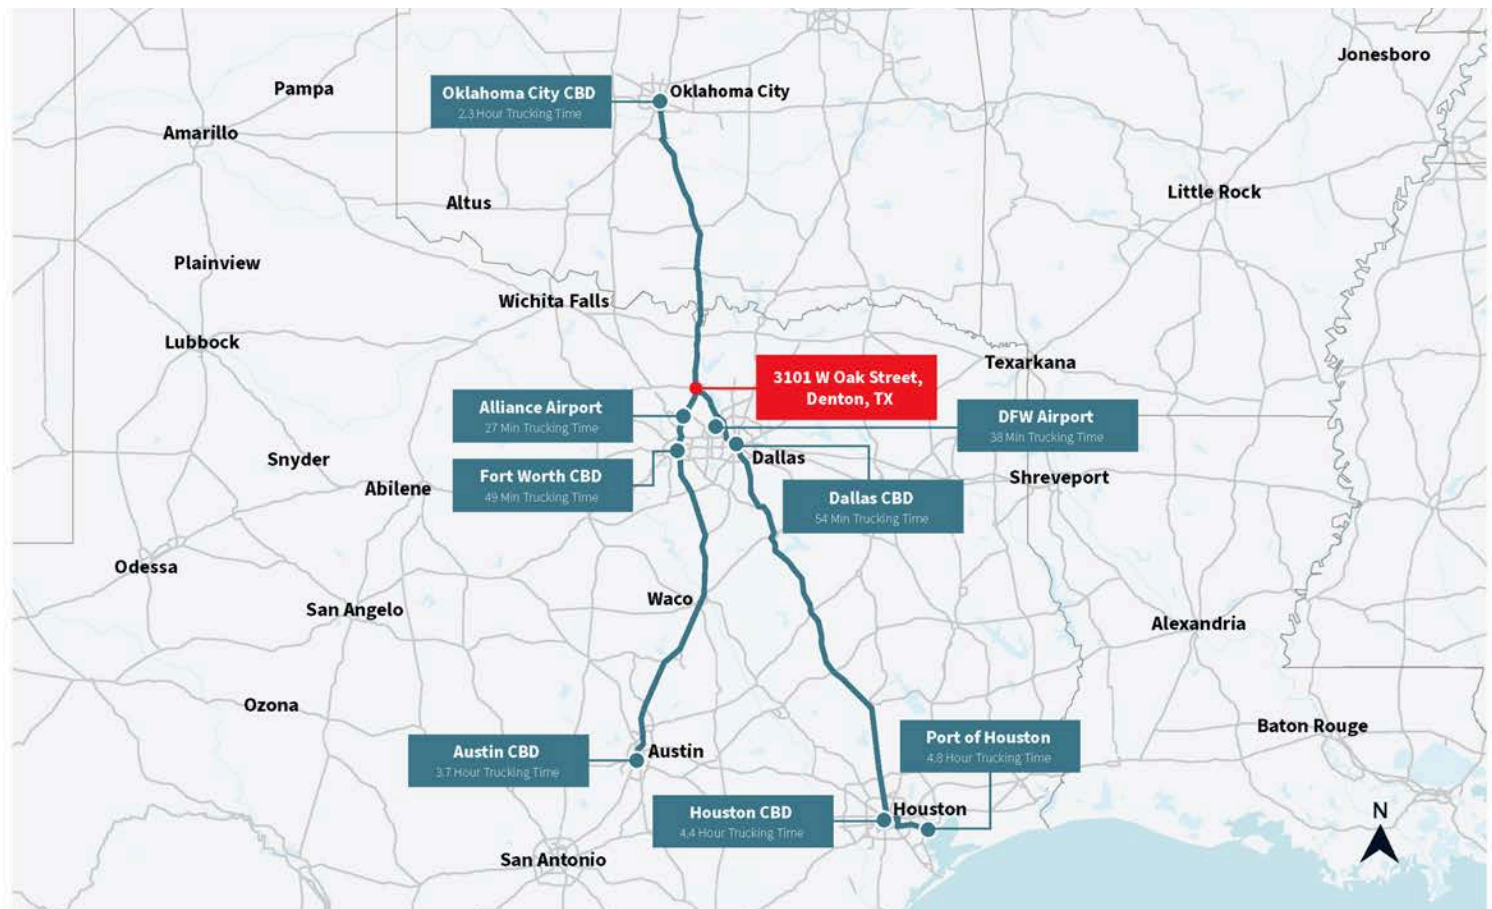 Jonesboro
Pampa
Oklahoma City CBD
2.3 Hour Trucking Time
Oklahoma City
Amarillo
Little Rock
Altus
Plainview
Wichita Falls
Lubbock
Texarkana
3101 W Oak Street,
Denton, TX
Alliance Airport
27 Min Trucking Time
DFW Airport
38 Min Trucking Time
Snyder
Dallas
Fort Worth CBD
49 Min Trucking Time
Shreveport
Abilene
Dallas CBD
54 Min Trucking Time
Odessa
Waco
San Angelo
Alexandria
Ozona
Baton Rouge
Port of Houston
4.8 Hour Trucking Time
Austin CBD
3.7 Hour Trucking Time
Austin
Houston CBD
4.4 Hour Trucking Time
Houston
N
San Antonio